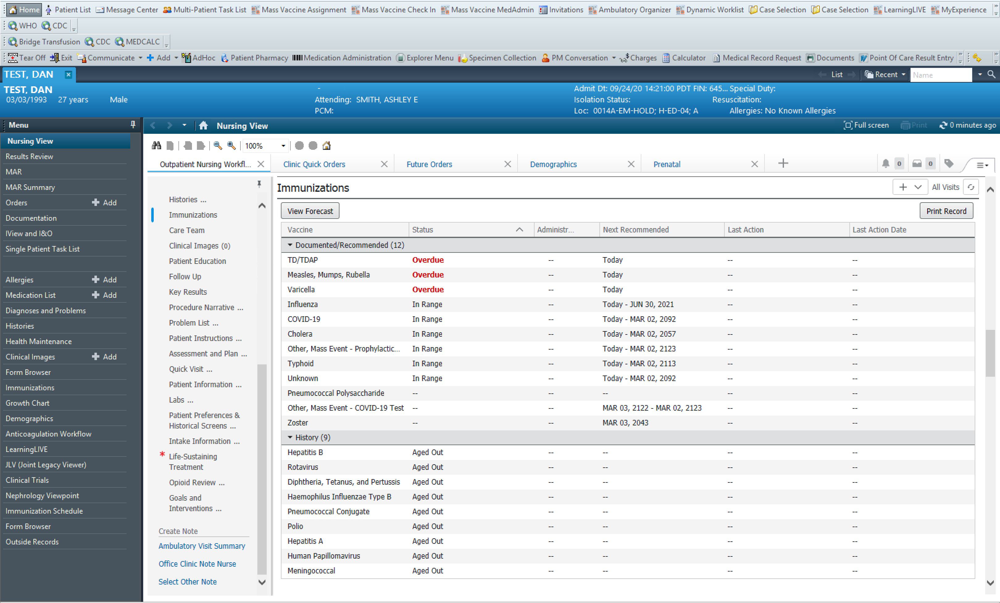 Home Patient List Message Center Multi-Patient Task List Mass Vaccine Assignment Mass Vaccine Check In Mass Vaccine MedAdmin Invitations Ambulatory Organizer Dynamic Worklist Case Selection Case Selection LearningLIVE MyExperience
WHO CDC
Bridge Transfusion CDC MEDCALC
Tear Off Exit Communicate Add AdHoc Patient Pharmacy Medication Administration Explorer Menu Specimen Collection PM Conversation Charges Calculator Medical Record Request Documents Point Of Care Result Entry
TEST, DAN List Recent Name
TEST, DAN - Admit Dt: 09/24/20 14:21:00 PDT FIN: 645... Special Duty:
03/03/1993 27 years Male Attending: SMITH, ASHLEY E Isolation Status: Resuscitation:
PCM: Loc: 0014A-EM-HOLD; H-ED-04; A Allergies: No Known Allergies
Menu
Nursing View
Results Review
MAR
MAR Summary
Orders Add
Documentation
IView and I&O
Single Patient Task List
Allergies Add
Medication List Add
Diagnoses and Problems
Histories
Health Maintenance
Clinical Images Add
Form Browser
Immunizations
Growth Chart
Demographics
Anticoagulation Workflow
LearningLIVE
JLV (Joint Legacy Viewer)
Clinical Trials
Nephrology Viewpoint
Immunization Schedule
Form Browser
Outside Records
Nursing View Full screen Print 0 minutes ago
100%
Outpatient Nursing Workfl... Clinic Quick Orders Future Orders Demographics Prenatal 0 0
Histories ...
Immunizations
Care Team
Clinical Images (0)
Patient Education
Follow Up
Key Results
Procedure Narrative ...
Problem List ...
Patient Instructions ...
Assessment and Plan ...
Quick Visit ...
Patient Information ...
Labs ...
Patient Preferences &
Historical Screens ...
Intake Information ...
* Life-Sustaining
Treatment
Opioid Review ...
Goals and
Interventions ...
Create Note
Ambulatory Visit Summary
Office Clinic Note Nurse
Select Other Note
Immunizations All Visits
View Forecast Print Record
Vaccine Status Administr... Next Recommended Last Action Last Action Date
Documented/Recommended (12)
TD/TDAP Overdue -- Today -- --
Measles, Mumps, Rubella Overdue -- Today -- --
Varicella Overdue -- Today -- --
Influenza In Range -- Today - JUN 30, 2021 -- --
COVID-19 In Range -- Today - MAR 02, 2092 -- --
Cholera In Range -- Today - MAR 02, 2057 -- --
Other, Mass Event - Prophylactic... In Range -- Today - MAR 02, 2123 -- --
Typhoid In Range -- Today - MAR 02, 2113 -- --
Unknown In Range -- Today - MAR 02, 2092 -- --
Pneumococcal Polysaccharide -- -- -- -- --
Other, Mass Event - COVID-19 Test -- -- MAR 03, 2122 - MAR 02, 2123 -- --
Zoster -- -- MAR 03, 2043 -- --
History (9)
Hepatitis B Aged Out -- -- -- --
Rotavirus Aged Out -- -- -- --
Diphtheria, Tetanus, and Pertussis Aged Out -- -- -- --
Haemophilus Influenzae Type B Aged Out -- -- -- --
Pneumococcal Conjugate Aged Out -- -- -- --
Polio Aged Out -- -- -- --
Hepatitis A Aged Out -- -- -- --
Human Papillomavirus Aged Out -- -- -- --
Meningococcal Aged Out -- -- -- --